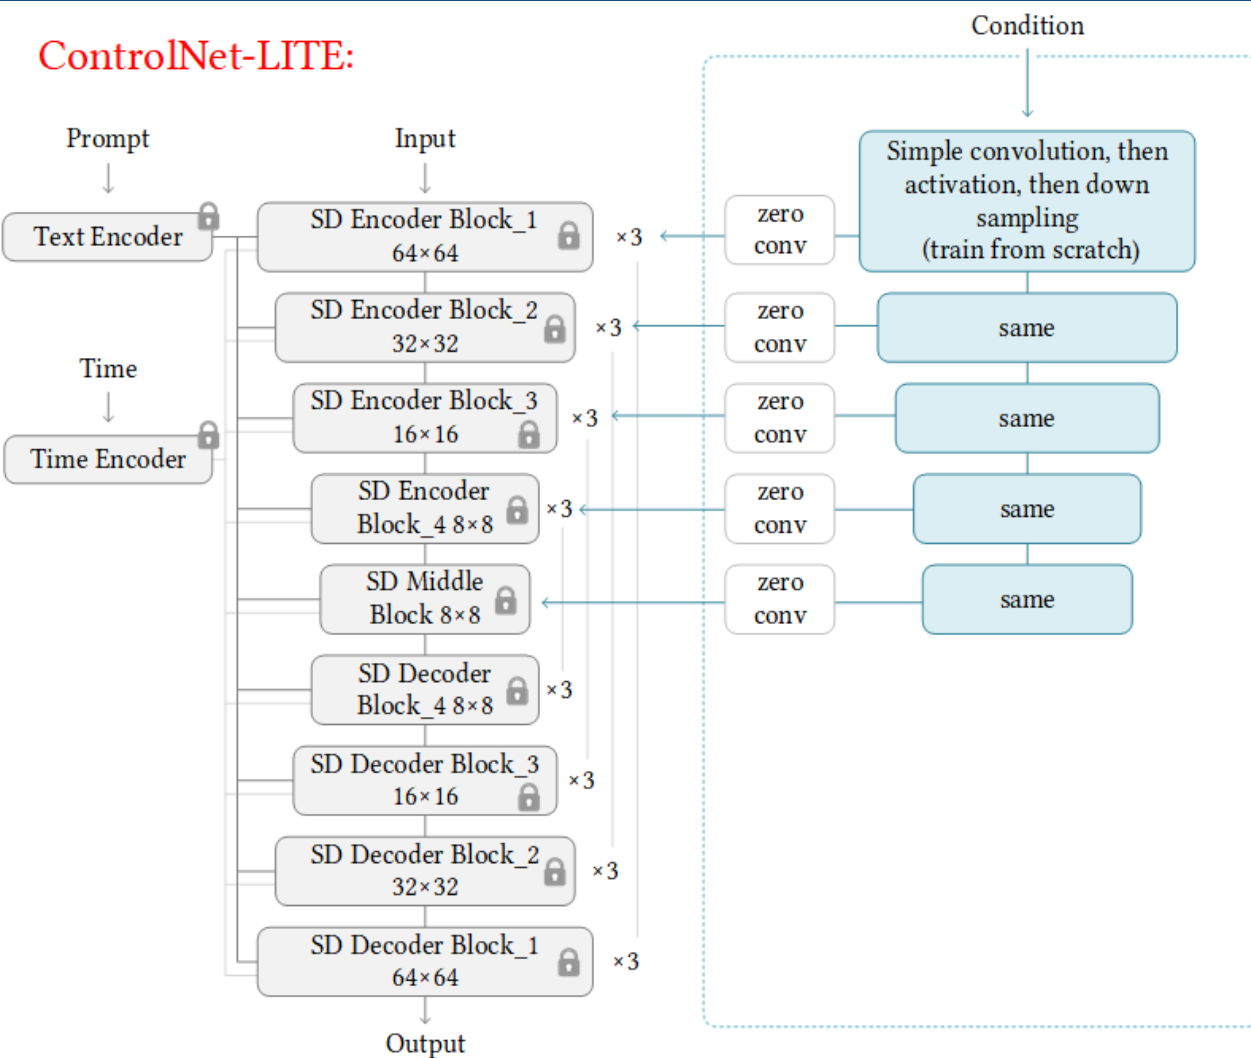 ControlNet-LITE:
Condition
Prompt
Input
Simple convolution, then
activation, then down
sampling
(train from scratch)
Text Encoder
SD Encoder Block_1
64×64
×3
zero
conv
SD Encoder Block_2
32×32
×3
zero
conv
same
Time
SD Encoder Block_3
16×16
×3
zero
conv
same
Time Encoder
SD Encoder
Block_4 8×8
×3
zero
conv
same
SD Middle
Block 8×8
zero
conv
same
SD Decoder
Block_4 8×8
×3
SD Decoder Block_3
16×16
×3
SD Decoder Block_2
32×32
×3
SD Decoder Block_1
64×64
×3
Output